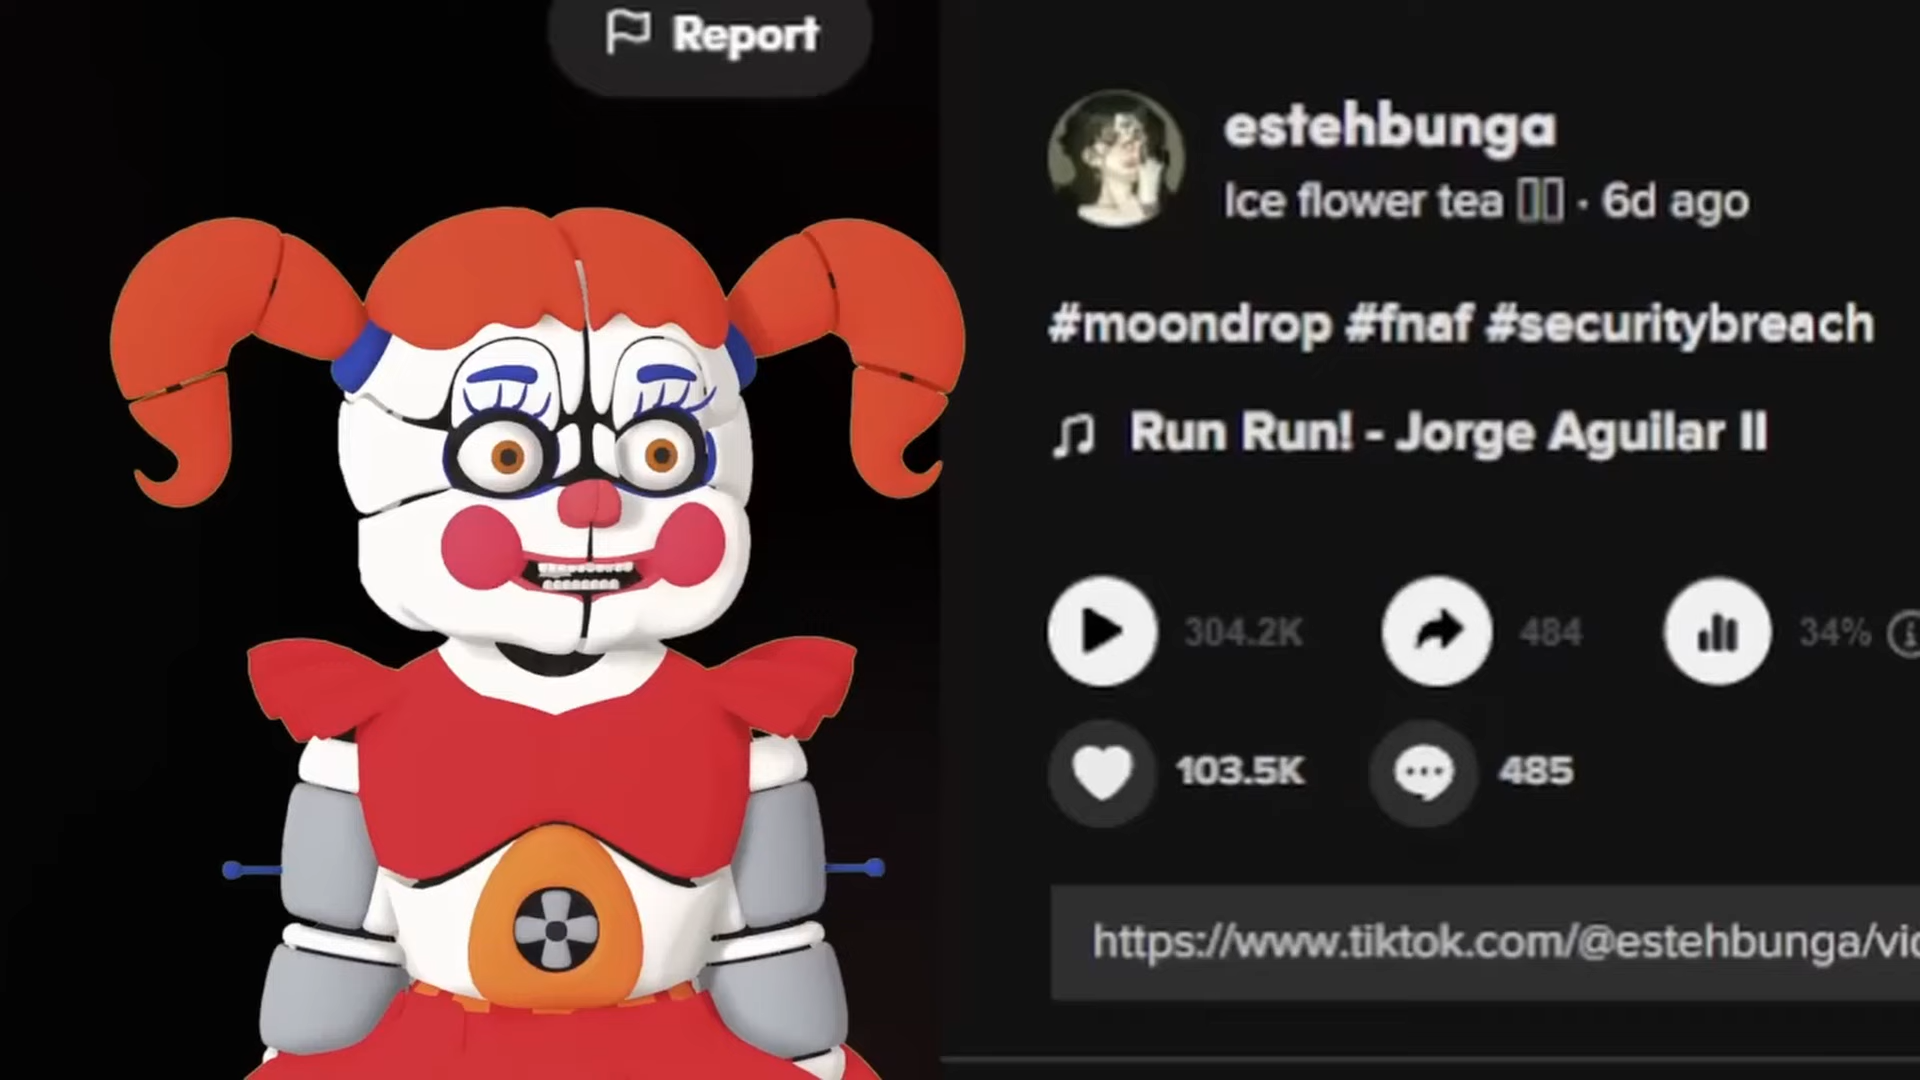 Report
estehbunga
Ice flower tea · 6d ago
#moondrop #fnaf #securitybreach
Run Run! - Jorge Aguilar II
304.2K 484 34%
103.5K 485
https://www.tiktok.com/@estehbunga/vi